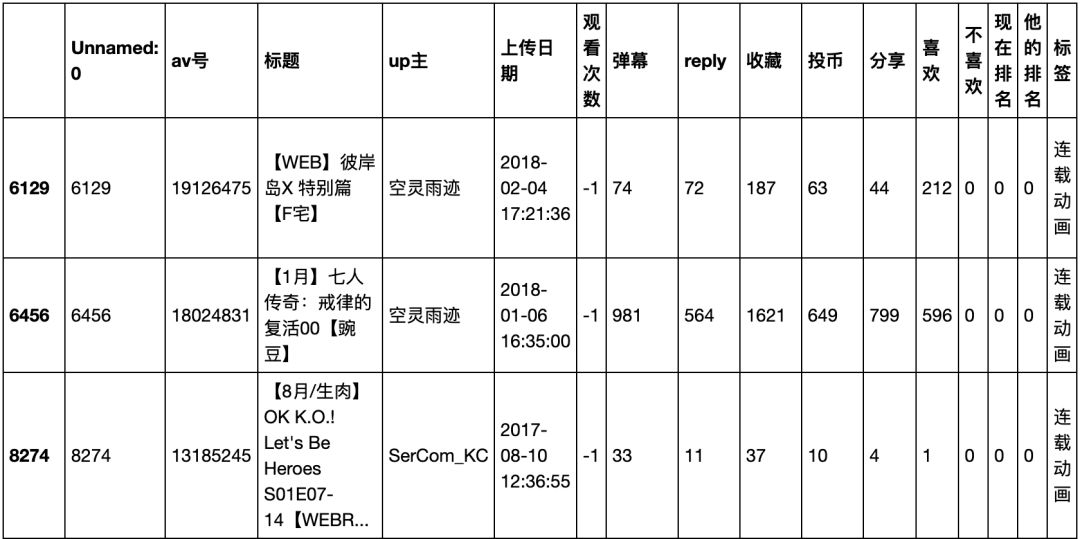 Unnamed: 0 av号 标题 up主 上传日期 观看次数 弹幕 reply 收藏 投币 分享 喜欢 不喜欢 现在排名 他的排名 标签
6129 6129 19126475 【WEB】彼岸岛X 特别篇【F宅】 空灵雨迹 2018-02-04 17:21:36 -1 74 72 187 63 44 212 0 0 0 连载动画
6456 6456 18024831 【1月】七人传奇：戒律的复活00【豌豆】 空灵雨迹 2018-01-06 16:35:00 -1 981 564 1621 649 799 596 0 0 0 连载动画
8274 8274 13185245 【8月/生肉】OK K.O.! Let's Be Heroes S01E07-14【WEBR... SerCom_KC 2017-08-10 12:36:55 -1 33 11 37 10 4 1 0 0 0 连载动画